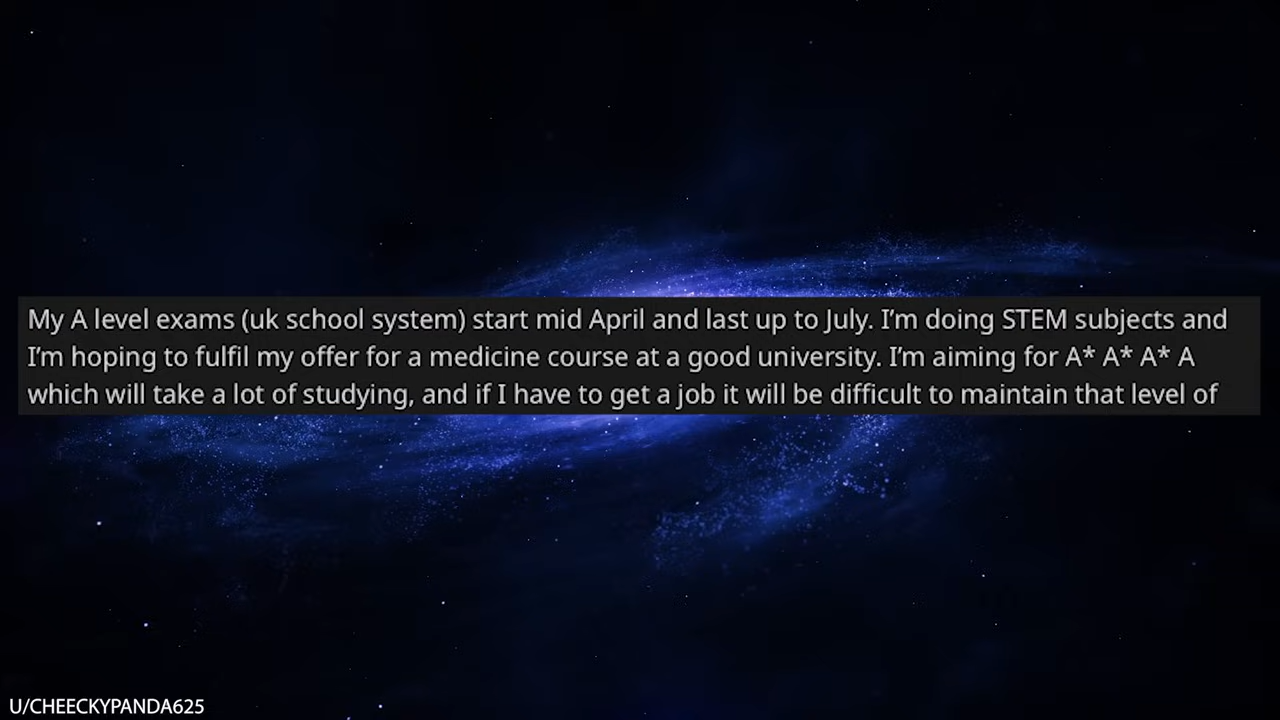 My A level exams (uk school system) start mid April and last up to July. I'm doing STEM subjects and
I'm hoping to fulfil my offer for a medicine course at a good university. I'm aiming for A* A* A* A
which will take a lot of studying, and if I have to get a job it will be difficult to maintain that level of
U/CHEECKYPANDA625